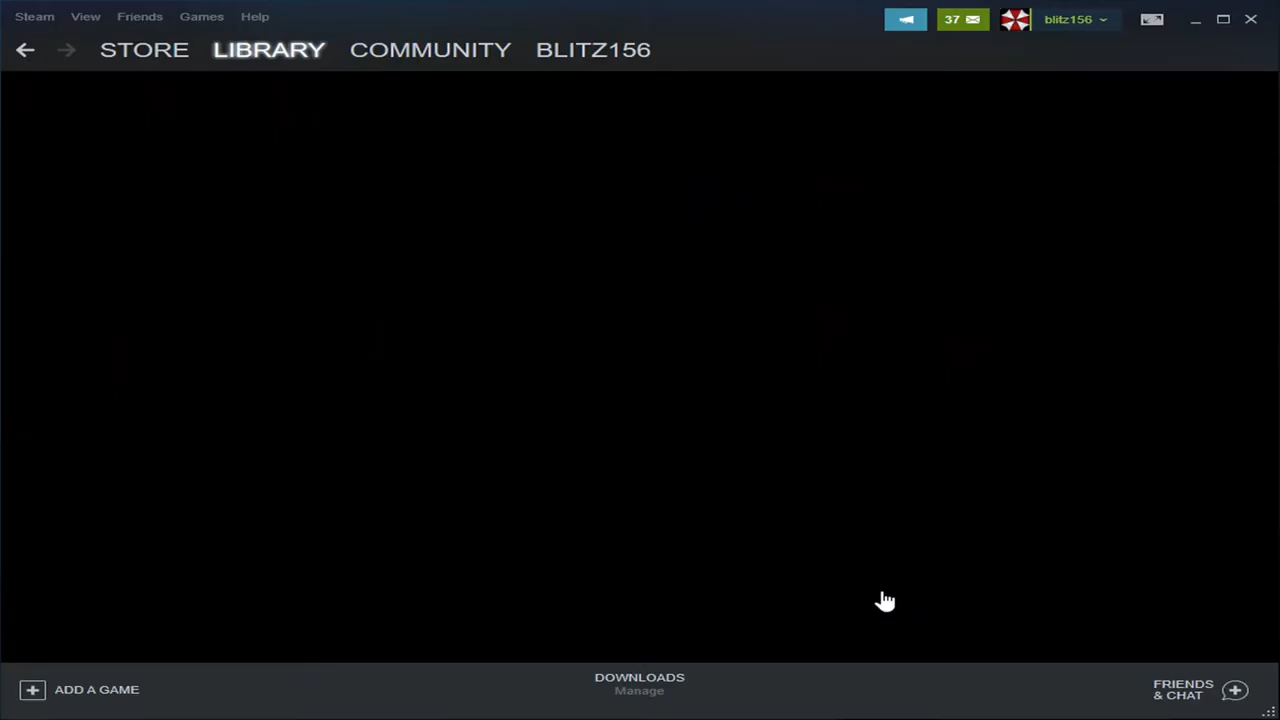 Steam View Friends Games Help
37 blitz156
STORE LIBRARY COMMUNITY BLITZ156
ADD A GAME
DOWNLOADS
Manage
FRIENDS
& CHAT